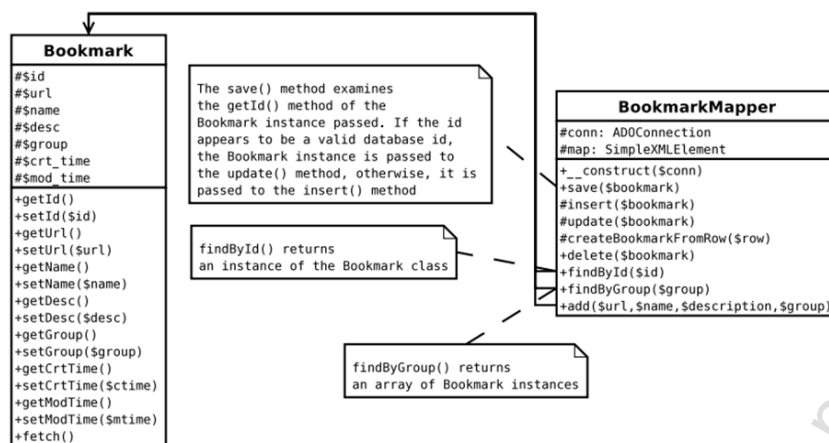 Bookmark
#$id
#$url
#$name
#$desc
#$group
#$crt_time
#$mod_time
+getId()
+setId($id)
+getUrl()
+setUrl($url)
+getName()
+setName($name)
+getDesc()
+setDesc($desc)
+getGroup()
+setGroup($group)
+getCrtTime()
+setCrtTime($ctime)
+getModTime()
+setModTime($mtime)
+fetch()
The save() method examines
the getId() method of the
Bookmark instance passed. If the id
appears to be a valid database id,
the Bookmark instance is passed to
the update() method, otherwise, it is
passed to the insert() method
findById() returns
an instance of the Bookmark class
findByGroup() returns
an array of Bookmark instances
BookmarkMapper
#conn: ADOConnection
#map: SimpleXMLElement
+__construct($conn)
+save($bookmark)
#insert($bookmark)
#update($bookmark)
#createBookmarkFromRow($row)
+delete($bookmark)
+findById($id)
+findByGroup($group)
+add($url,$name,$description,$group)